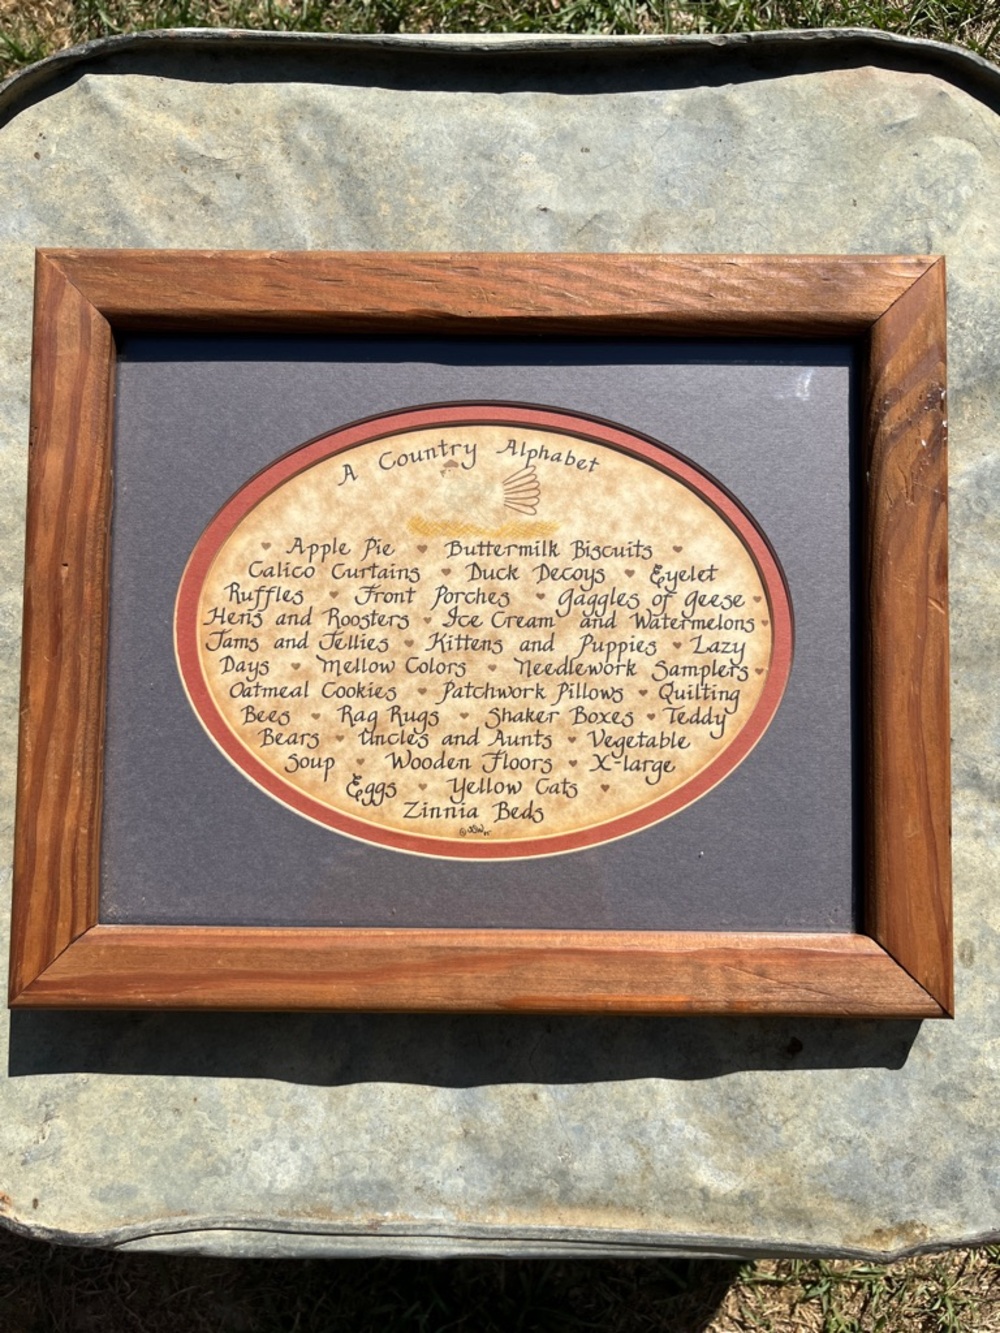 A Country Alphabet
♥ Apple Pie ♥ Buttermilk Biscuits ♥
Calico Curtains ♥ Duck Decoys ♥ Eyelet
Ruffles ♥ Front Porches ♥ Gaggles of Geese ♥
Hens and Roosters ♥ Ice Cream and Watermelons ♥
Jams and Jellies ♥ Kittens and Puppies ♥ Lazy
Days ♥ Mellow Colors ♥ Needlework Samplers ♥
Oatmeal Cookies ♥ Patchwork Pillows ♥ Quilting
Bees ♥ Rag Rugs ♥ Shaker Boxes ♥ Teddy
Bears ♥ Uncles and Aunts ♥ Vegetable
Soup ♥ Wooden Floors ♥ X-large
Eggs ♥ Yellow Cats ♥
Zinnia Beds